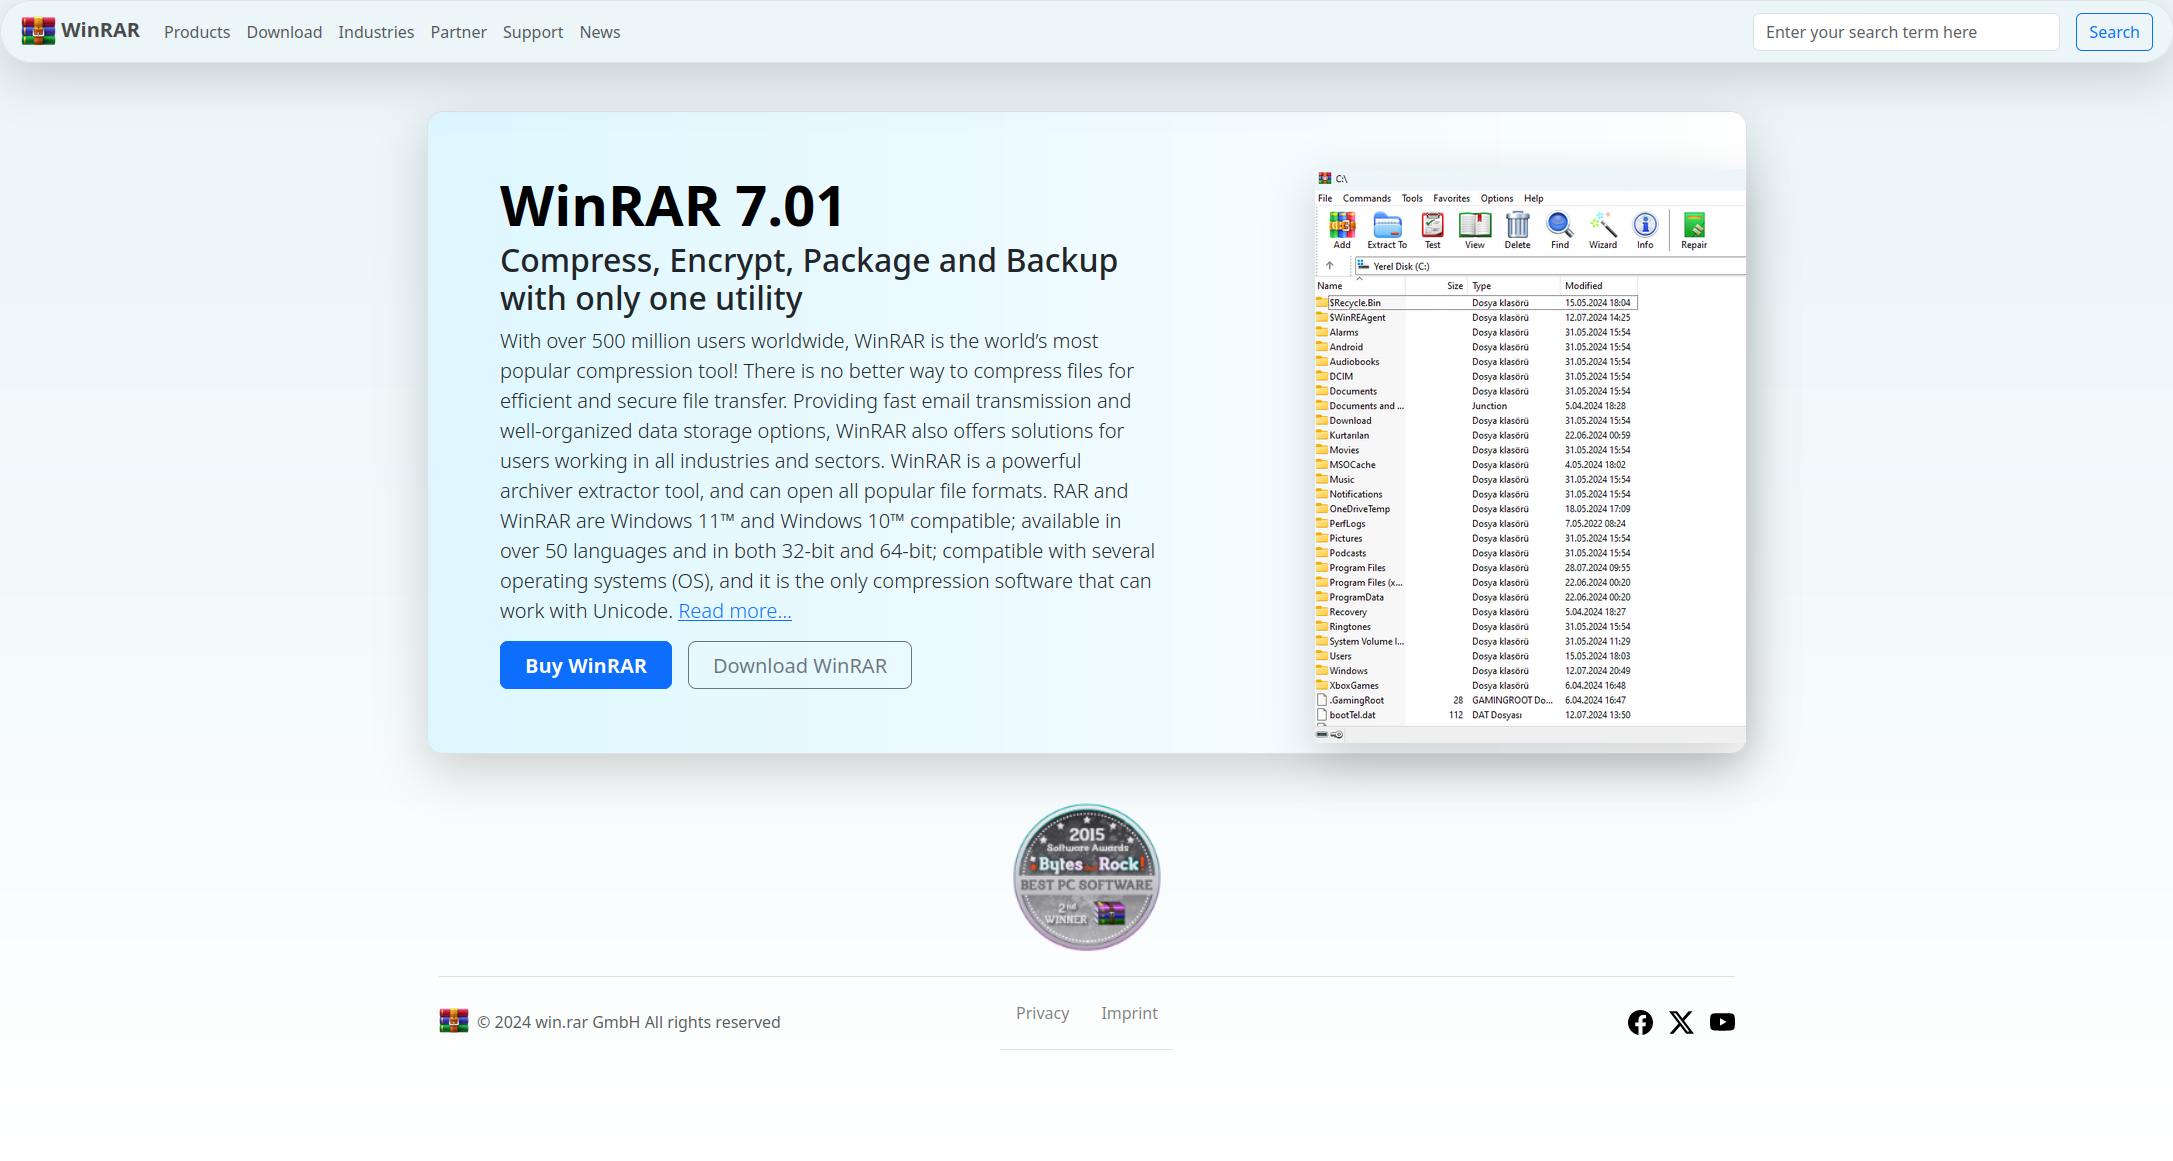 WinRAR
Products
Download
Industries
Partner
Support
News
Enter your search term here
Search
WinRAR 7.01
Compress, Encrypt, Package and Backup
with only one utility
With over 500 million users worldwide, WinRAR is the world’s most
popular compression tool! There is no better way to compress files for
efficient and secure file transfer. Providing fast email transmission and
well-organized data storage options, WinRAR also offers solutions for
users working in all industries and sectors. WinRAR is a powerful
archiver extractor tool, and can open all popular file formats. RAR and
WinRAR are Windows 11™ and Windows 10™ compatible; available in
over 50 languages and in both 32-bit and 64-bit; compatible with several
operating systems (OS), and it is the only compression software that can
work with Unicode. Read more...
Buy WinRAR
Download WinRAR
C:\
File Commands Tools Favorites Options Help
Add Extract To Test View Delete Find Wizard Info Repair
Yerel Disk (C:)
Name Size Type Modified
$Recycle.Bin Dosya klasörü 15.05.2024 18:04
$WinREAgent Dosya klasörü 12.07.2024 14:25
Alarms Dosya klasörü 31.05.2024 15:54
Android Dosya klasörü 31.05.2024 15:54
Audiobooks Dosya klasörü 31.05.2024 15:54
DCIM Dosya klasörü 31.05.2024 15:54
Documents Dosya klasörü 31.05.2024 15:54
Documents and ... Junction 5.04.2024 18:28
Download Dosya klasörü 31.05.2024 15:54
Kurtarılan Dosya klasörü 22.06.2024 00:59
Movies Dosya klasörü 31.05.2024 15:54
MSOCache Dosya klasörü 4.05.2024 18:02
Music Dosya klasörü 31.05.2024 15:54
Notifications Dosya klasörü 31.05.2024 15:54
OneDriveTemp Dosya klasörü 18.05.2024 17:09
PerfLogs Dosya klasörü 7.05.2022 08:24
Pictures Dosya klasörü 31.05.2024 15:54
Podcasts Dosya klasörü 31.05.2024 15:54
Program Files Dosya klasörü 28.07.2024 09:55
Program Files (x... Dosya klasörü 22.06.2024 00:20
ProgramData Dosya klasörü 22.06.2024 00:20
Recovery Dosya klasörü 5.04.2024 18:27
Ringtones Dosya klasörü 31.05.2024 15:54
System Volume I... Dosya klasörü 31.05.2024 11:29
Users Dosya klasörü 15.05.2024 18:03
Windows Dosya klasörü 12.07.2024 20:49
XboxGames Dosya klasörü 6.04.2024 16:48
.GamingRoot 28 GAMINGROOT Do... 6.04.2024 16:47
bootTel.dat 112 DAT Dosyası 12.07.2024 13:50
2015
Software Awards
Bytes that Rock!
BEST PC SOFTWARE
2nd
WINNER
© 2024 win.rar GmbH All rights reserved
Privacy
Imprint